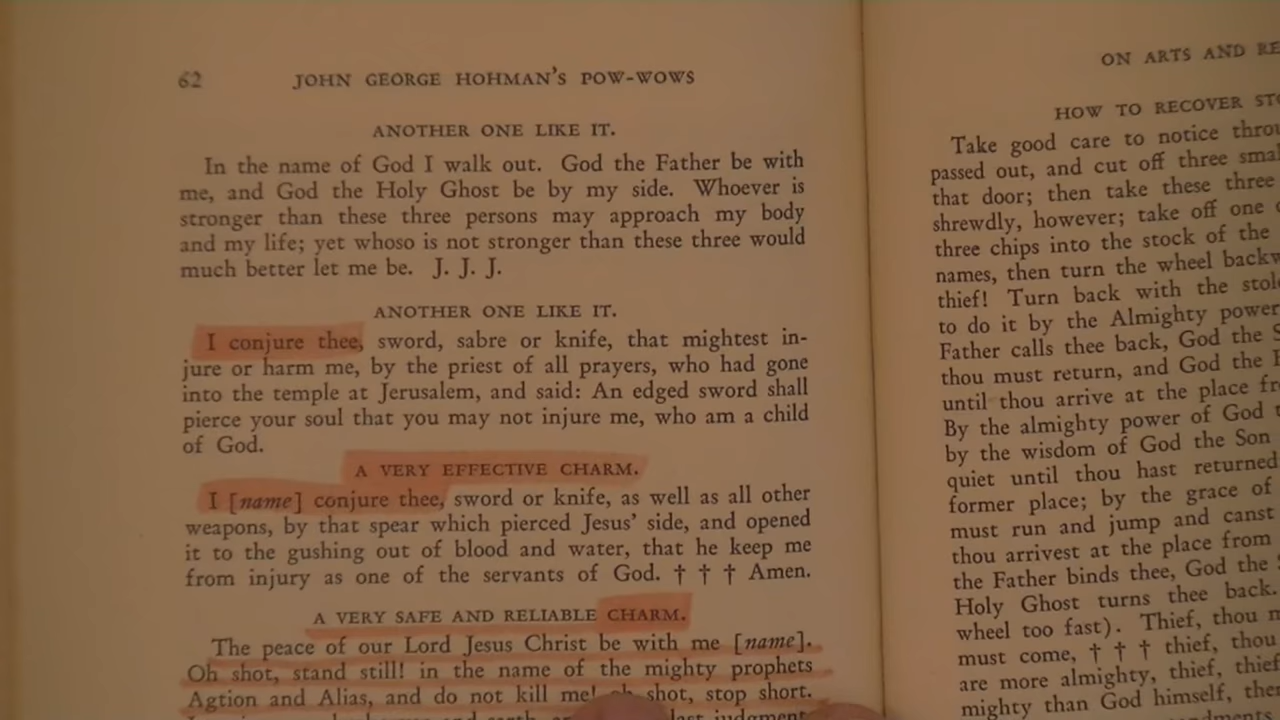 62 JOHN GEORGE HOHMAN'S POW-WOWS
ANOTHER ONE LIKE IT.
In the name of God I walk out. God the Father be with
me, and God the Holy Ghost be by my side. Whoever is
stronger than these three persons may approach my body
and my life; yet whoso is not stronger than these three would
much better let me be. J. J. J.
ANOTHER ONE LIKE IT.
I conjure thee, sword, sabre or knife, that mightest in-
jure or harm me, by the priest of all prayers, who had gone
into the temple at Jerusalem, and said: An edged sword shall
pierce your soul that you may not injure me, who am a child
of God.
A VERY EFFECTIVE CHARM.
I [name] conjure thee, sword or knife, as well as all other
weapons, by that spear which pierced Jesus' side, and opened
it to the gushing out of blood and water, that he keep me
from injury as one of the servants of God. † † † Amen.
A VERY SAFE AND RELIABLE CHARM.
The peace of our Lord Jesus Christ be with me [name].
Oh shot, stand still! in the name of the mighty prophets
Agtion and Alias, and do not kill me! oh shot, stop short.
last judgment,
ON ARTS AND RE
HOW TO RECOVER STO
Take good care to notice throu
passed out, and cut off three smal
that door; then take these three
shrewdly, however; take off one
three chips into the stock of the
names, then turn the wheel backw
thief! Turn back with the stol
to do it by the Almighty power
Father calls thee back, God the S
thou must return, and God the
until thou arrive at the place fr
By the almighty power of God
by the wisdom of God the Son
quiet until thou hast returned
former place; by the grace of
must run and jump and canst
thou arrivest at the place from
the Father binds thee, God the
Holy Ghost turns thee back.
wheel too fast). Thief, thou
must come, † † † thief, thou
are more almighty, thief, thief
mighty than God himself, then